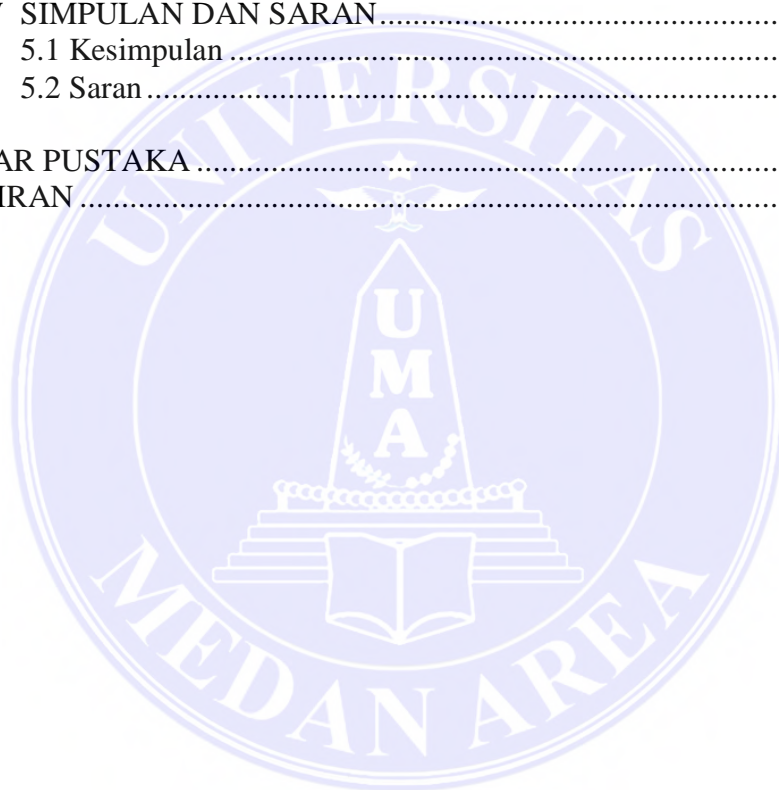 SIMPULAN DAN SARAN................................................
5.1 Kesimpulan..................................................................
5.2 Saran............................................................................
AR PUSTAKA......................................................................
IRAN....................................................................................
UNIVERSITAS
U
M
A
MEDAN AREA